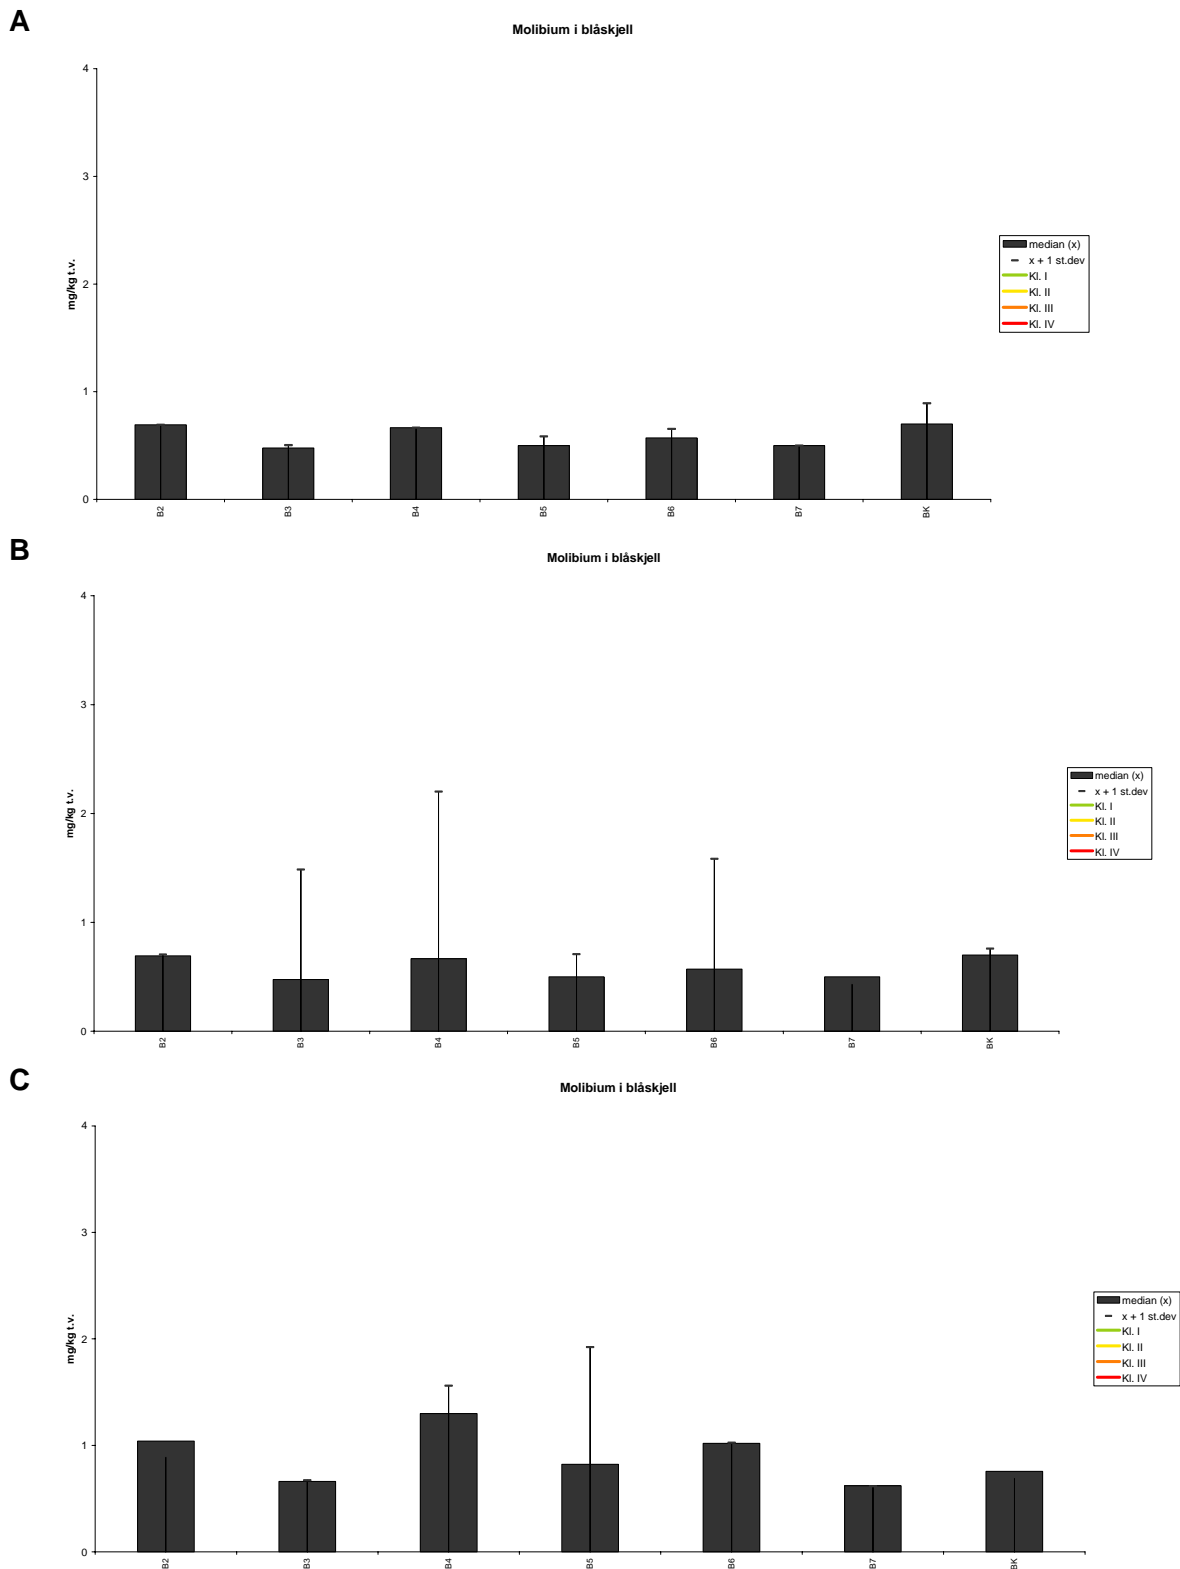 A
Molibium i blåskjell
4
3
2
1
0
mg/kg t.v.
B2
B3
B4
B5
B6
B7
BK
median (x)
x + 1 st.dev
Kl. I
Kl. II
Kl. III
Kl. IV
B
Molibium i blåskjell
4
3
2
1
0
mg/kg t.v.
B2
B3
B4
B5
B6
B7
BK
median (x)
x + 1 st.dev
Kl. I
Kl. II
Kl. III
Kl. IV
C
Molibium i blåskjell
4
3
2
1
0
mg/kg t.v.
B2
B3
B4
B5
B6
B7
BK
median (x)
x + 1 st.dev
Kl. I
Kl. II
Kl. III
Kl. IV